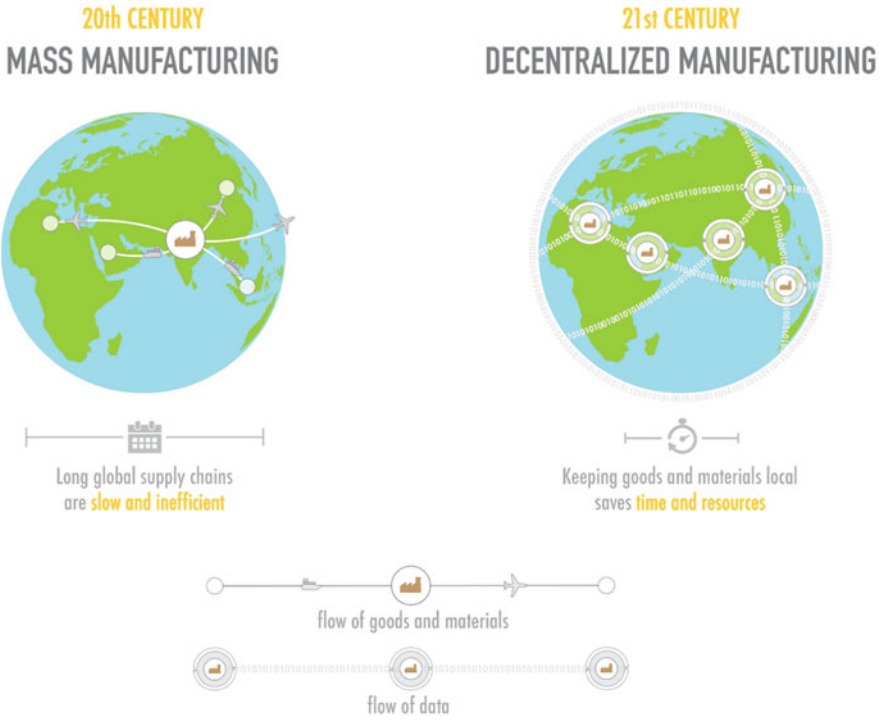 20th CENTURY
MASS MANUFACTURING
21st CENTURY
DECENTRALIZED MANUFACTURING
Long global supply chains
are slow and inefficient
Keeping goods and materials local
saves time and resources
flow of goods and materials
flow of data